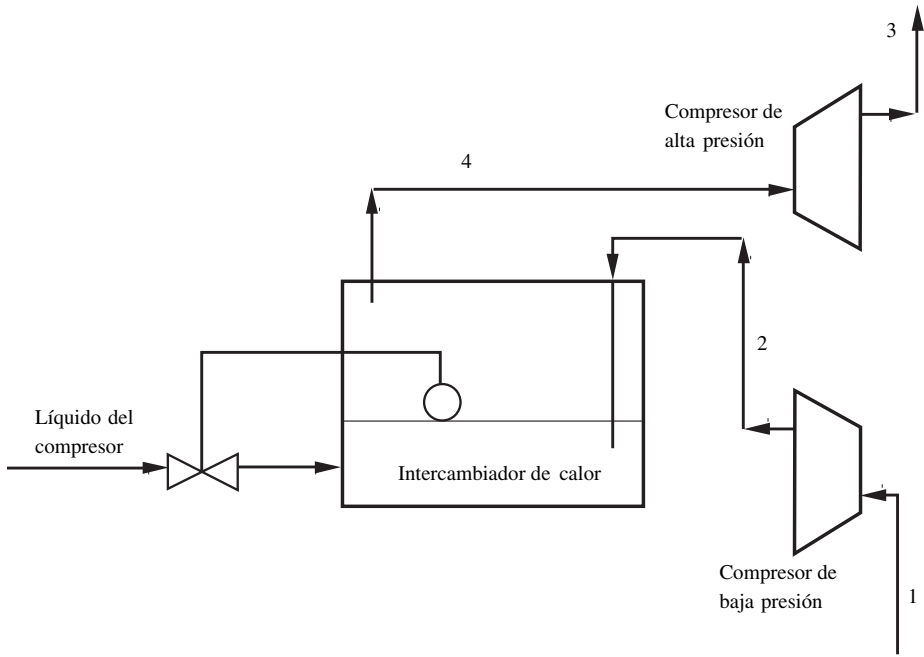 3
Compresor de
alta presión
4
2
Líquido del
compresor
Intercambiador de calor
Compresor de
baja presión
1